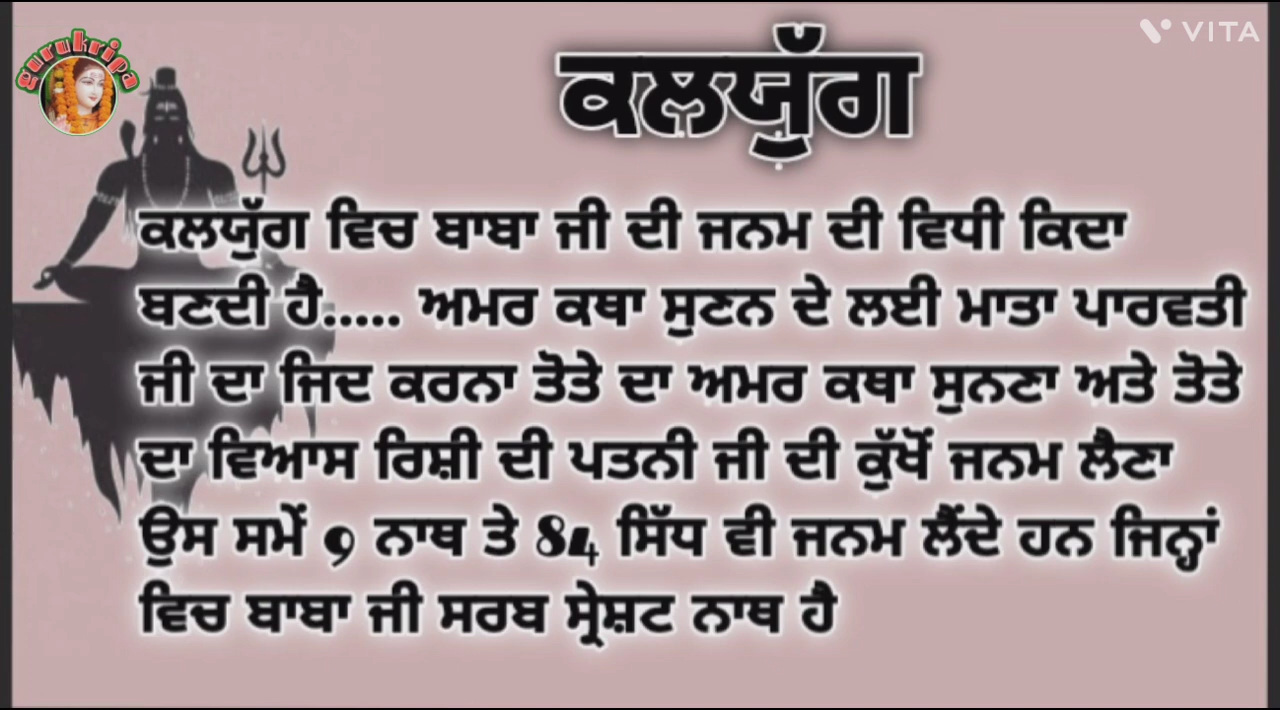 gurukripa
VITA
ਕਲਯੁੱਗ
ਕਲਯੁੱਗ ਵਿਚ ਬਾਬਾ ਜੀ ਦੀ ਜਨਮ ਦੀ ਵਿਧੀ ਕਿਦਾ
ਬਣਦੀ ਹੈ..... ਅਮਰ ਕਥਾ ਸੁਣਨ ਦੇ ਲਈ ਮਾਤਾ ਪਾਰਵਤੀ
ਜੀ ਦਾ ਜਿਦ ਕਰਨਾ ਤੋਤੇ ਦਾ ਅਮਰ ਕਥਾ ਸੁਨਣਾ ਅਤੇ ਤੋਤੇ
ਦਾ ਵਿਆਸ ਰਿਸ਼ੀ ਦੀ ਪਤਨੀ ਜੀ ਦੀ ਕੁੱਖੋਂ ਜਨਮ ਲੈਣਾ
ਉਸ ਸਮੇਂ 9 ਨਾਥ ਤੇ 84 ਸਿੱਧ ਵੀ ਜਨਮ ਲੈਂਦੇ ਹਨ ਜਿਨ੍ਹਾਂ
ਵਿਚ ਬਾਬਾ ਜੀ ਸਰਬ ਸ੍ਰੇਸ਼ਟ ਨਾਥ ਹੈ